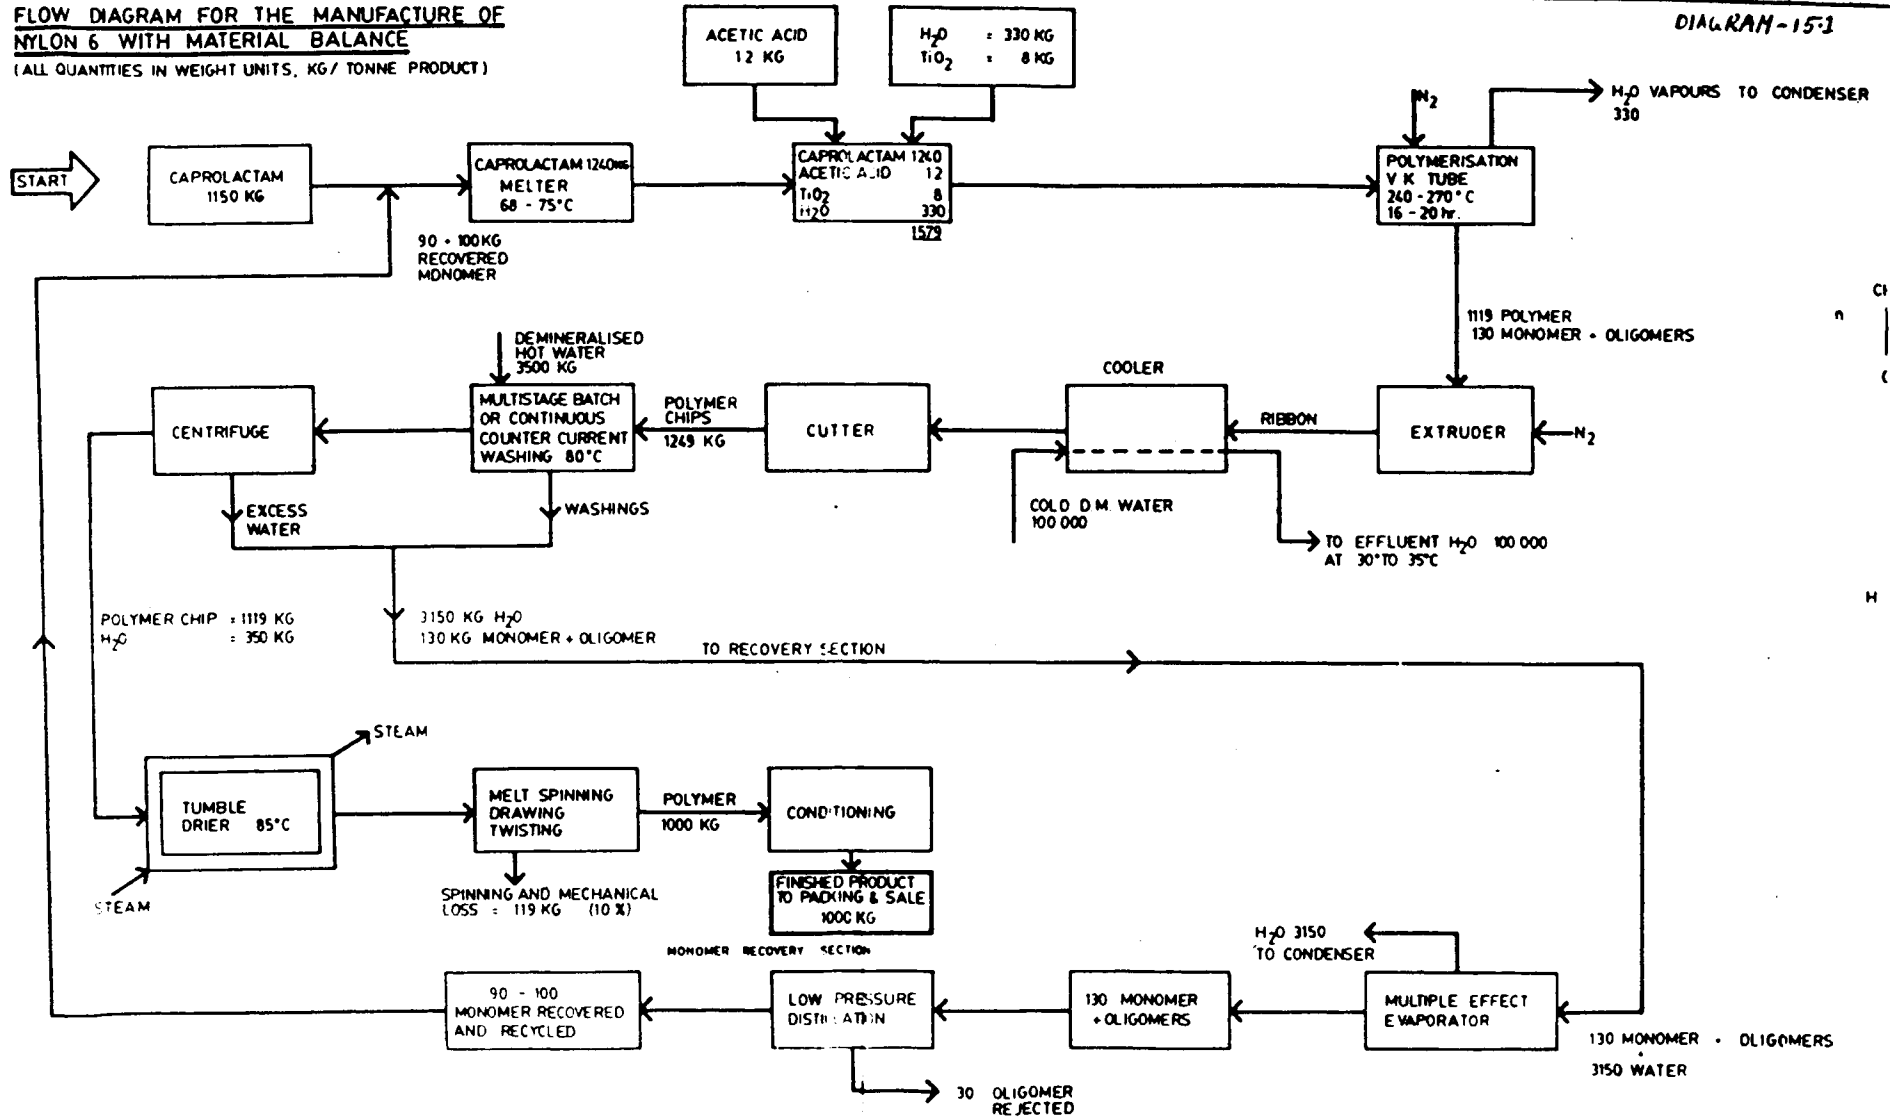 FLOW DIAGRAM FOR THE MANUFACTURE OF
NYLON 6 WITH MATERIAL BALANCE
(ALL QUANTITIES IN WEIGHT UNITS, KG/ TONNE PRODUCT)
DIAGRAM-15.1
ACETIC ACID
1.2 KG
H2O = 330 KG
TiO2 = 8 KG
START
CAPROLACTAM
1150 KG
CAPROLACTAM 1240KG
MELTER
68 - 75°C
CAPROLACTAM 1240
ACETIC ACID 1.2
TiO2 8
H2O 330
1579
N2
H2O VAPOURS TO CONDENSER
330
POLYMERISATION
V K TUBE
240-270°C
16-20hr.
90 - 100KG
RECOVERED
MONOMER
1119 POLYMER
130 MONOMER + OLIGOMERS
n
CH
C
H
CENTRIFUGE
DEMINERALISED
HOT WATER
3500 KG
MULTISTAGE BATCH
OR CONTINUOUS
COUNTER CURRENT
WASHING 80°C
POLYMER
CHIPS
1249 KG
CUTTER
COOLER
RIBBON
EXTRUDER
N2
EXCESS
WATER
WASHINGS
COLD D.M. WATER
100 000
TO EFFLUENT H2O 100 000
AT 30° TO 35°C
POLYMER CHIP = 1119 KG
H2O = 350 KG
3150 KG H2O
130 KG MONOMER + OLIGOMER
TO RECOVERY SECTION
STEAM
TUMBLE
DRIER 85°C
STEAM
MELT SPINNING
DRAWING
TWISTING
POLYMER
1000 KG
CONDITIONING
SPINNING AND MECHANICAL
LOSS = 119 KG (10 %)
FINISHED PRODUCT
TO PACKING & SALE
1000 KG
MONOMER RECOVERY SECTION
90 - 100
MONOMER RECOVERED
AND RECYCLED
LOW PRESSURE
DISTILLATION
130 MONOMER
+ OLIGOMERS
H2O 3150
TO CONDENSER
MULTIPLE EFFECT
EVAPORATOR
130 MONOMER + OLIGOMERS
+
3150 WATER
30 OLIGOMER
REJECTED